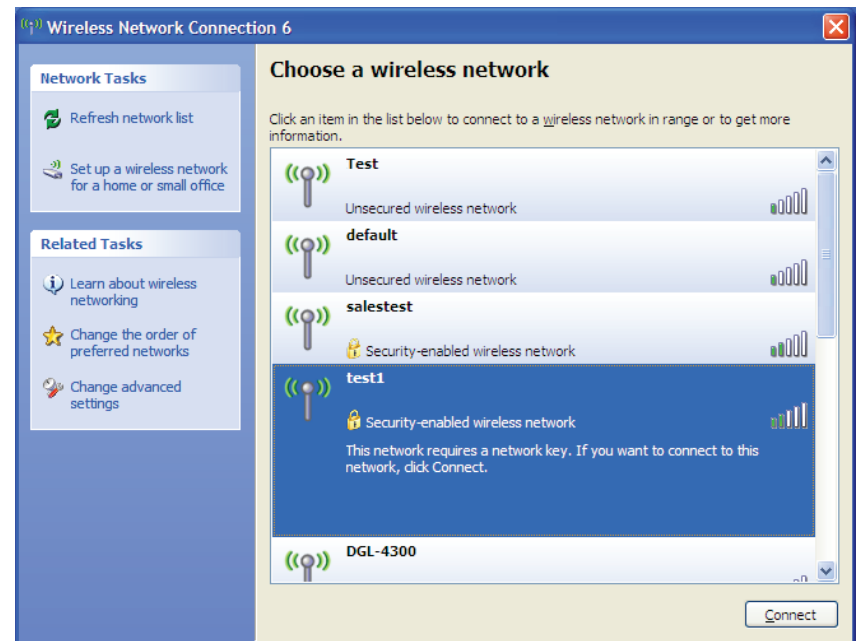 Wireless Network Connection 6
Network Tasks
Refresh network list
Set up a wireless network
for a home or small office
Related Tasks
Learn about wireless
networking
Change the order of
preferred networks
Change advanced
settings
Choose a wireless network
Click an item in the list below to connect to a wireless network in range or to get more
information.
Test
Unsecured wireless network
default
Unsecured wireless network
salestest
Security-enabled wireless network
test1
Security-enabled wireless network
This network requires a network key. If you want to connect to this
network, click Connect.
DGL-4300
Connect